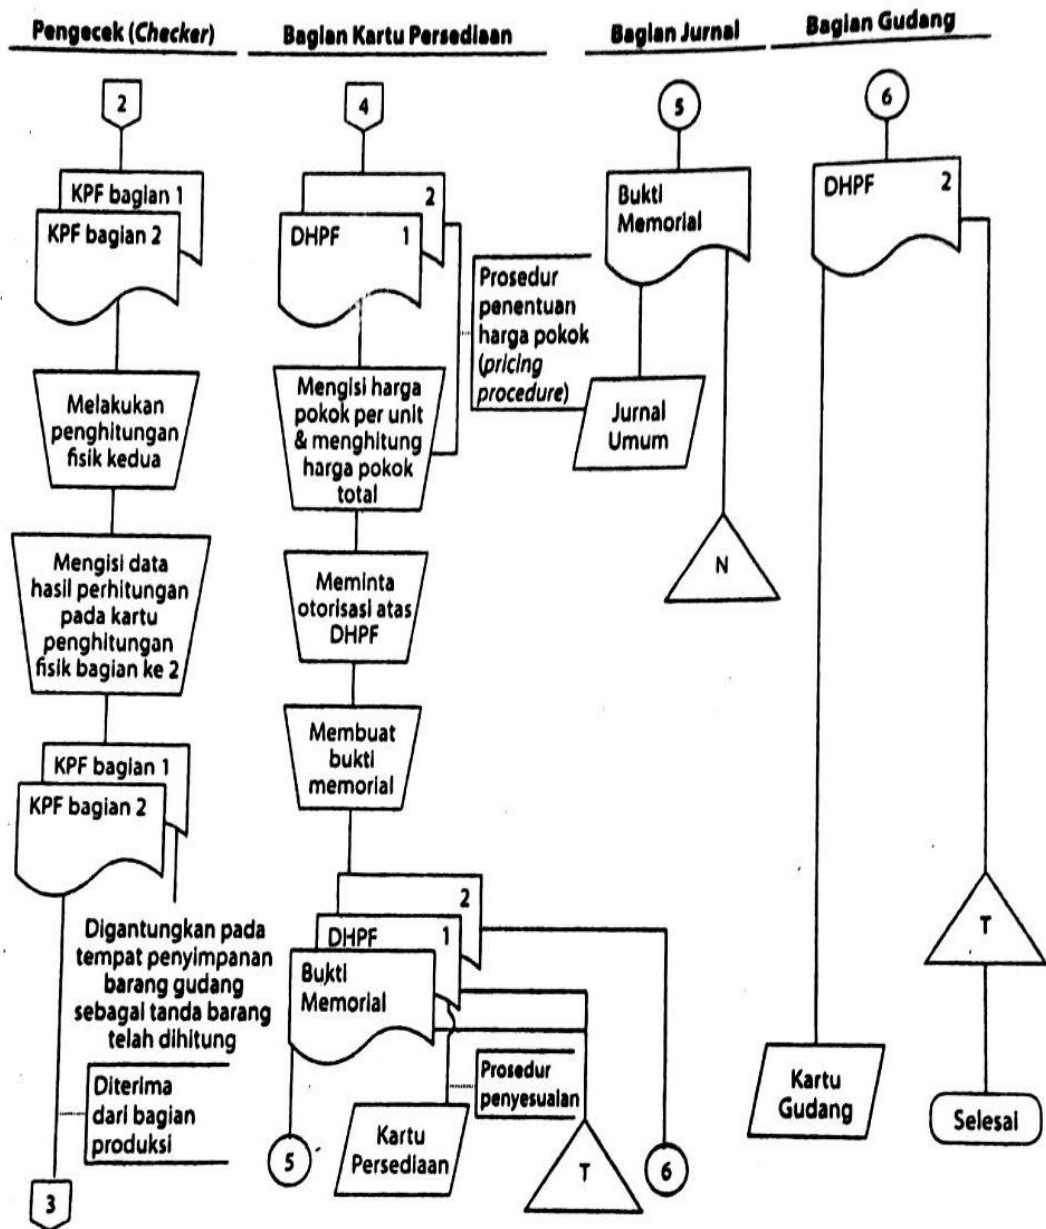 Pengecek (Checker)
2
KPF bagian 1
KPF bagian 2
Melakukan
penghitungan
fisik kedua
Mengisi data
hasil perhitungan
pada kartu
penghitungan
fisik bagian ke 2
KPF bagian 1
KPF bagian 2
Digantungkan pada
tempat penyimpanan
barang gudang
sebagai tanda barang
telah dihitung
Diterima
dari bagian
produksi
3
Bagian Kartu Persediaan
4
2
DHPF 1
Prosedur
penentuan
harga pokok
(pricing
procedure)
Mengisi harga
pokok per unit
& menghitung
harga pokok
total
Meminta
otorisasi atas
DHPF
Membuat
bukti
memorial
2
DHPF 1
Bukti
Memorial
Prosedur
penyesuaian
5
Kartu
Persediaan
T
6
Bagian Jurnal
5
Bukti
Memorial
Jurnal
Umum
N
Bagian Gudang
6
DHPF 2
T
Kartu
Gudang
Selesai